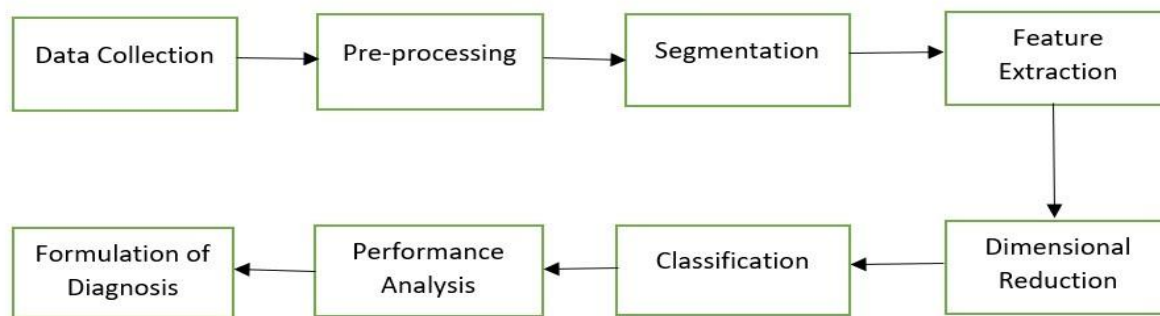 Data Collection
Pre-processing
Segmentation
Feature
Extraction
Dimensional
Reduction
Classification
Performance
Analysis
Formulation of
Diagnosis